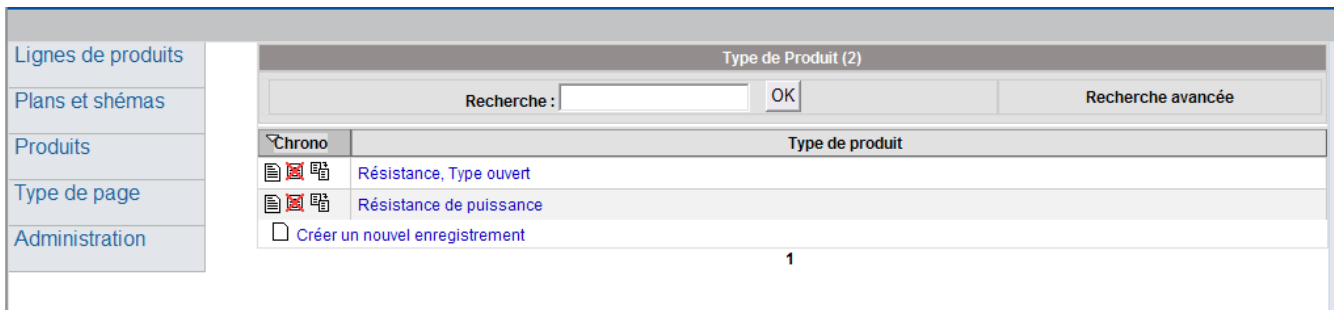 Lignes de produits
Plans et shémas
Produits
Type de page
Administration
Type de Produit (2)
Recherche : OK Recherche avancée
Chrono Type de produit
Résistance, Type ouvert
Résistance de puissance
Créer un nouvel enregistrement
1